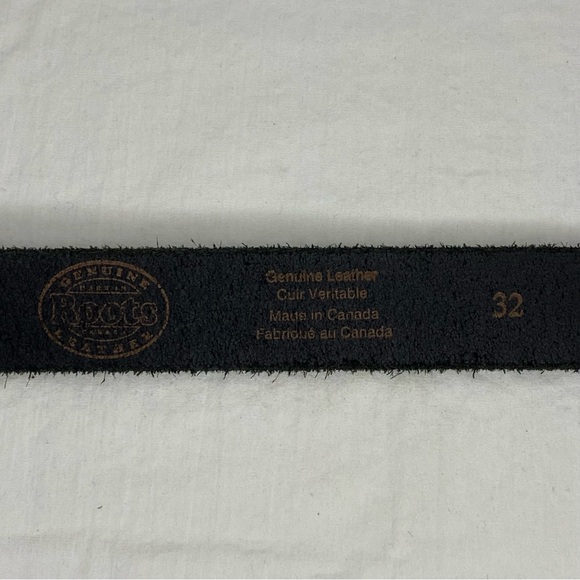 GENUINE
Roots
LEATHER
Genuine Leather
Cuir Veritable
Made in Canada
Fabriqué au Canada
32